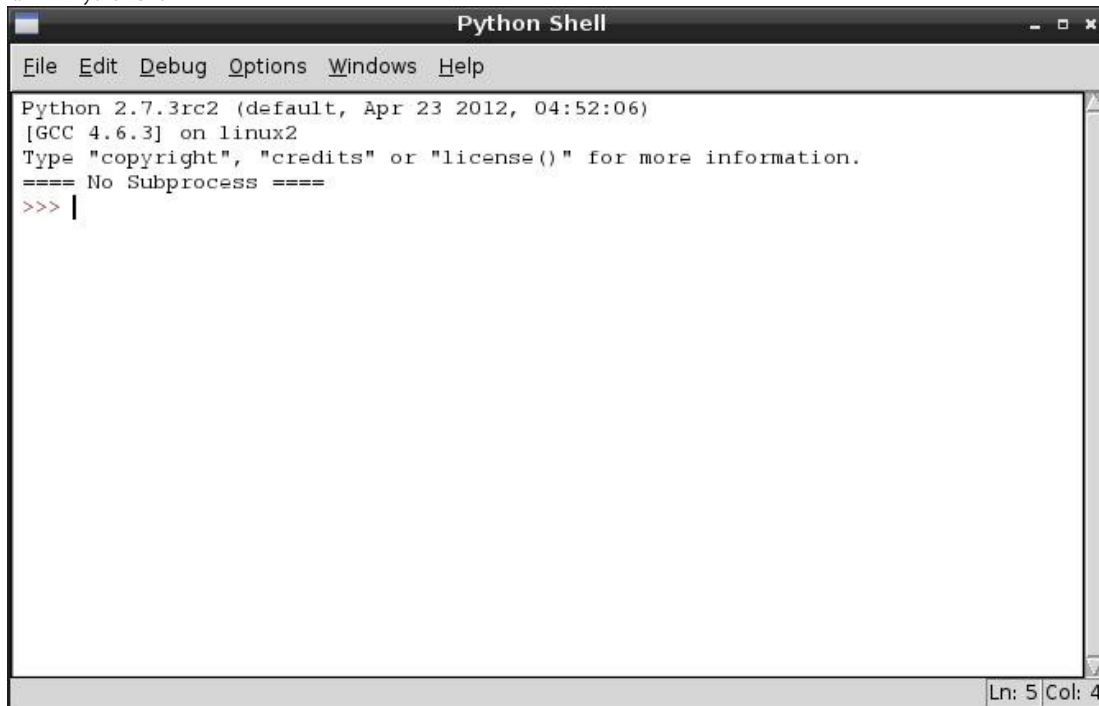 Python Shell
File Edit Debug Options Windows Help
Python 2.7.3rc2 (default, Apr 23 2012, 04:52:06)
[GCC 4.6.3] on linux2
Type "copyright", "credits" or "license()" for more information.
==== No Subprocess ====
>>>
Ln: 5 Col: 4